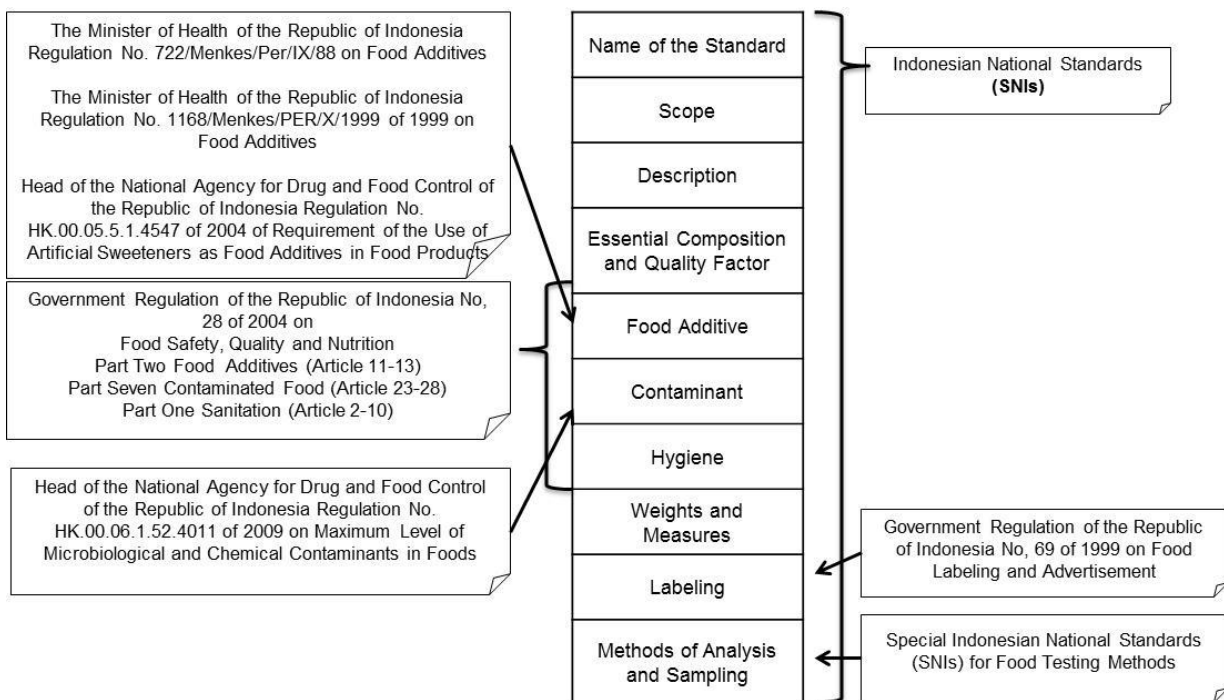 The Minister of Health of the Republic of Indonesia
Regulation No. 722/Menkes/Per/IX/88 on Food Additives
The Minister of Health of the Republic of Indonesia
Regulation No. 1168/Menkes/PER/X/1999 of 1999 on
Food Additives
Head of the National Agency for Drug and Food Control of
the Republic of Indonesia Regulation No.
HK.00.05.5.1.4547 of 2004 of Requirement of the Use of
Artificial Sweeteners as Food Additives in Food Products
Government Regulation of the Republic of Indonesia No,
28 of 2004 on
Food Safety, Quality and Nutrition
Part Two Food Additives (Article 11-13)
Part Seven Contaminated Food (Article 23-28)
Part One Sanitation (Article 2-10)
Head of the National Agency for Drug and Food Control
of the Republic of Indonesia Regulation No.
HK.00.06.1.52.4011 of 2009 on Maximum Level of
Microbiological and Chemical Contaminants in Foods
Name of the Standard
Scope
Description
Essential Composition
and Quality Factor
Food Additive
Contaminant
Hygiene
Weights and
Measures
Labeling
Methods of Analysis
and Sampling
Indonesian National Standards
(SNIs)
Government Regulation of the Republic
of Indonesia No, 69 of 1999 on Food
Labeling and Advertisement
Special Indonesian National Standards
(SNIs) for Food Testing Methods